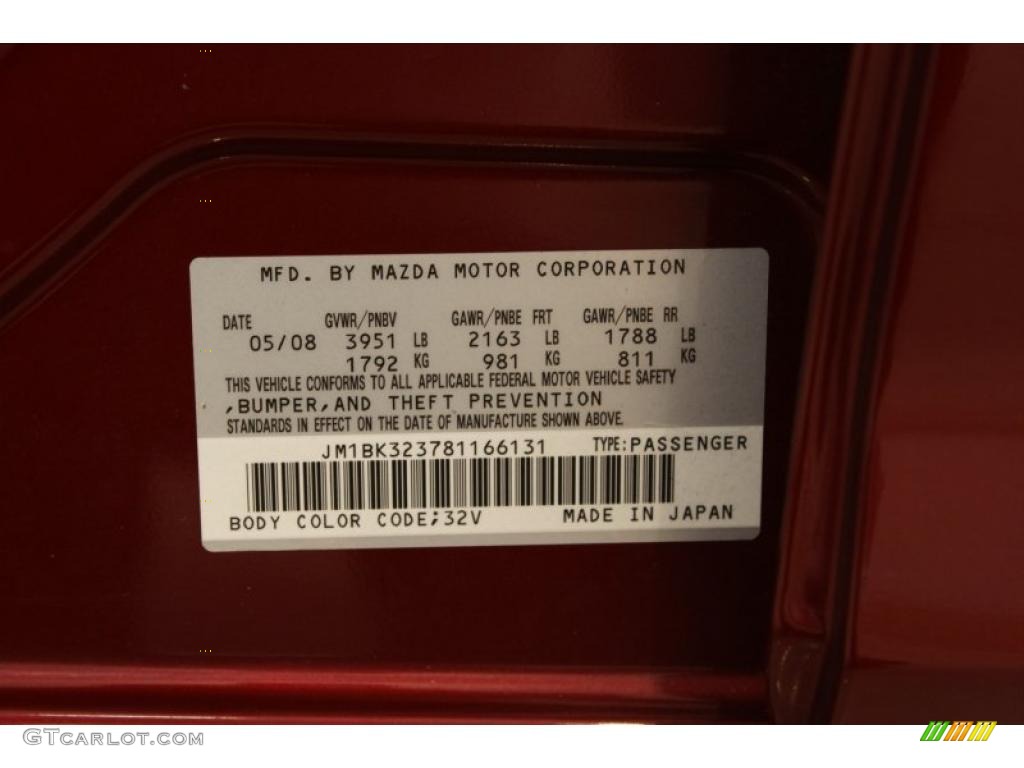 MFD. BY MAZDA MOTOR CORPORATION
DATE GVWR/PNBV GAWR/PNBE FRT GAWR/PNBE RR
05/08 3951 LB 2163 LB 1788 LB
1792 KG 981 KG 811 KG
THIS VEHICLE CONFORMS TO ALL APPLICABLE FEDERAL MOTOR VEHICLE SAFETY
,BUMPER,AND THEFT PREVENTION
STANDARDS IN EFFECT ON THE DATE OF MANUFACTURE SHOWN ABOVE.
JM1BK323781166131 TYPE:PASSENGER
BODY COLOR CODE;32V MADE IN JAPAN
GTcarlot.com